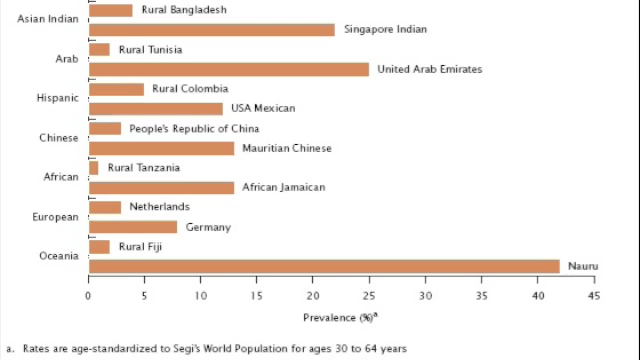 Rural Bangladesh
Asian Indian
Singapore Indian
Rural Tunisia
Arab
United Arab Emirates
Rural Colombia
Hispanic
USA Mexican
People's Republic of China
Chinese
Mauritian Chinese
Rural Tanzania
African
African Jamaican
Netherlands
European
Germany
Rural Fiji
Oceania
Nauru
0 5 10 15 20 25 30 35 40 45
Prevalence (%)ᵃ
a. Rates are age-standardized to Segi's World Population for ages 30 to 64 years